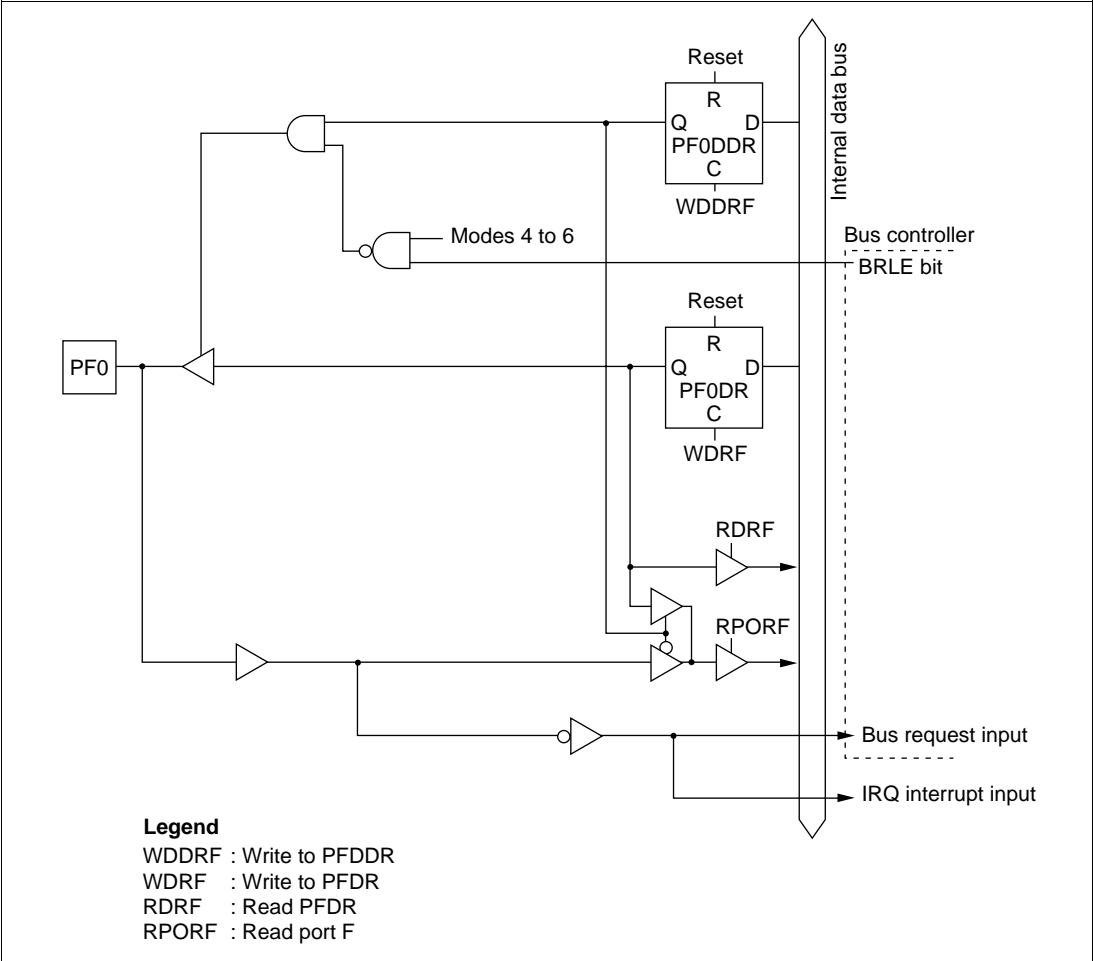 Reset
R
Q D
PF0DDR
C
WDDRF
Internal data bus
Modes 4 to 6
Bus controller
BRLE bit
Reset
R
PF0
Q D
PF0DR
C
WDRF
RDRF
RPORF
Bus request input
IRQ interrupt input
Legend
WDDRF : Write to PFDDR
WDRF : Write to PFDR
RDRF : Read PFDR
RPORF : Read port F